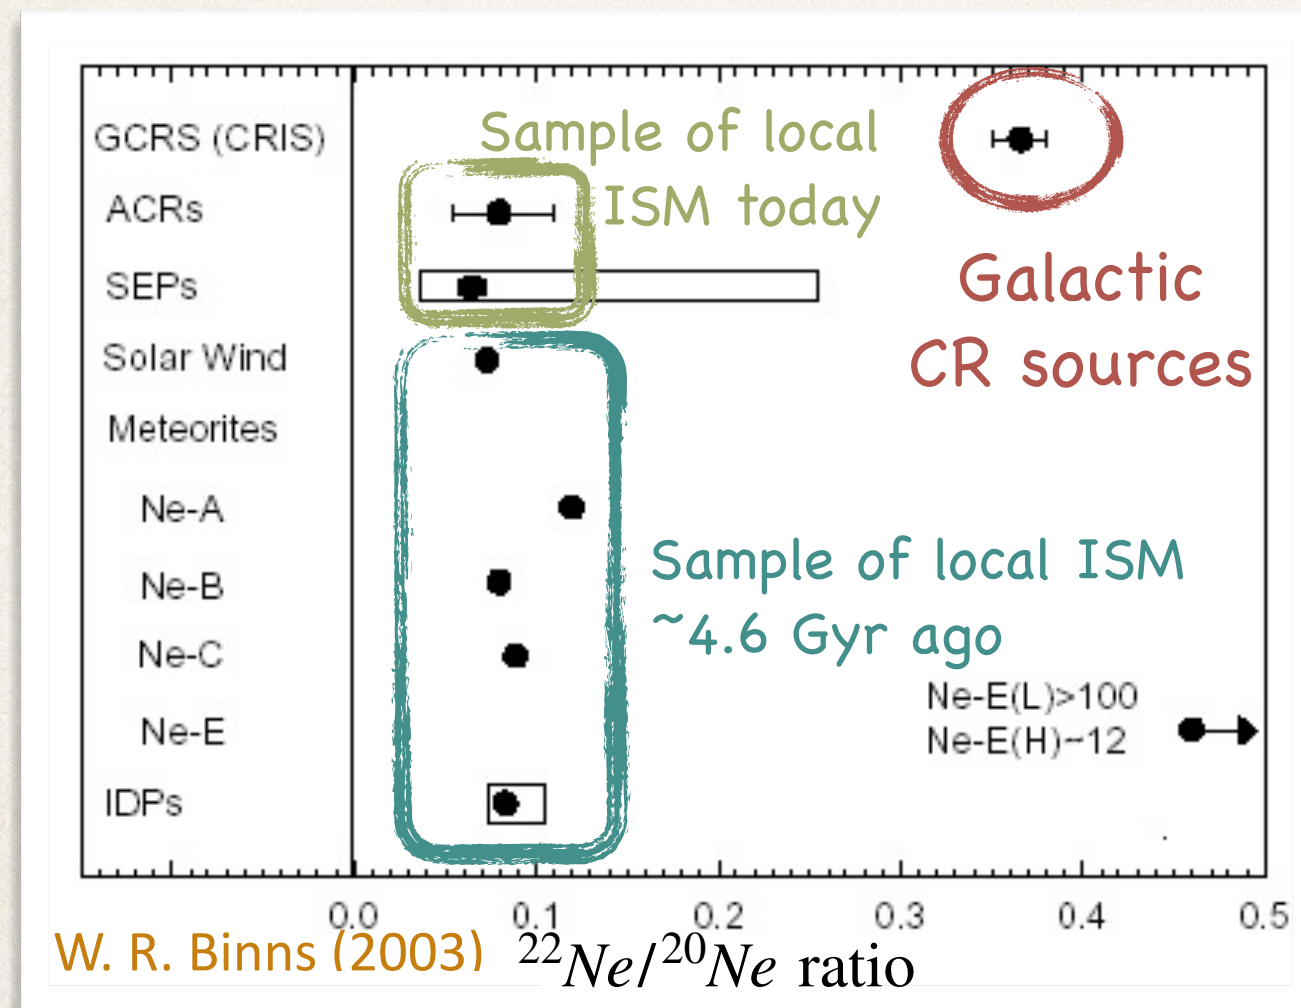 GCRS (CRIS)
Sample of local
ISM today
ACRs
SEPs
Galactic
CR sources
Solar Wind
Meteorites
Ne-A
Ne-B
Sample of local ISM
~4.6 Gyr ago
Ne-C
Ne-E(L)>100
Ne-E(H)~12
Ne-E
IDPs
0.0 0.1 0.2 0.3 0.4 0.5
W. R. Binns (2003)
²²Ne/²⁰Ne ratio